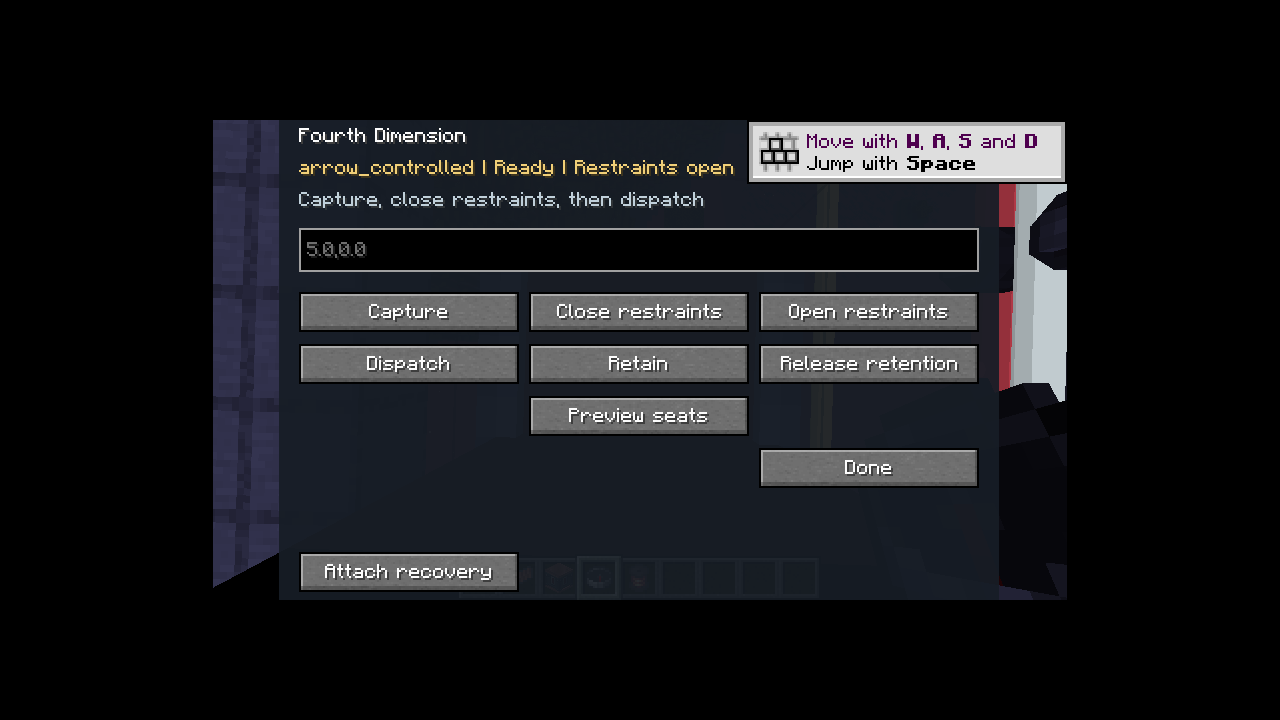 Fourth Dimension
arrow_controlled | Ready | Restraints open
Capture, close restraints, then dispatch
Move with W, A, S and D
Jump with Space
5.0,0.0
Capture
Close restraints
Open restraints
Dispatch
Retain
Release retention
Preview seats
Done
Attach recovery